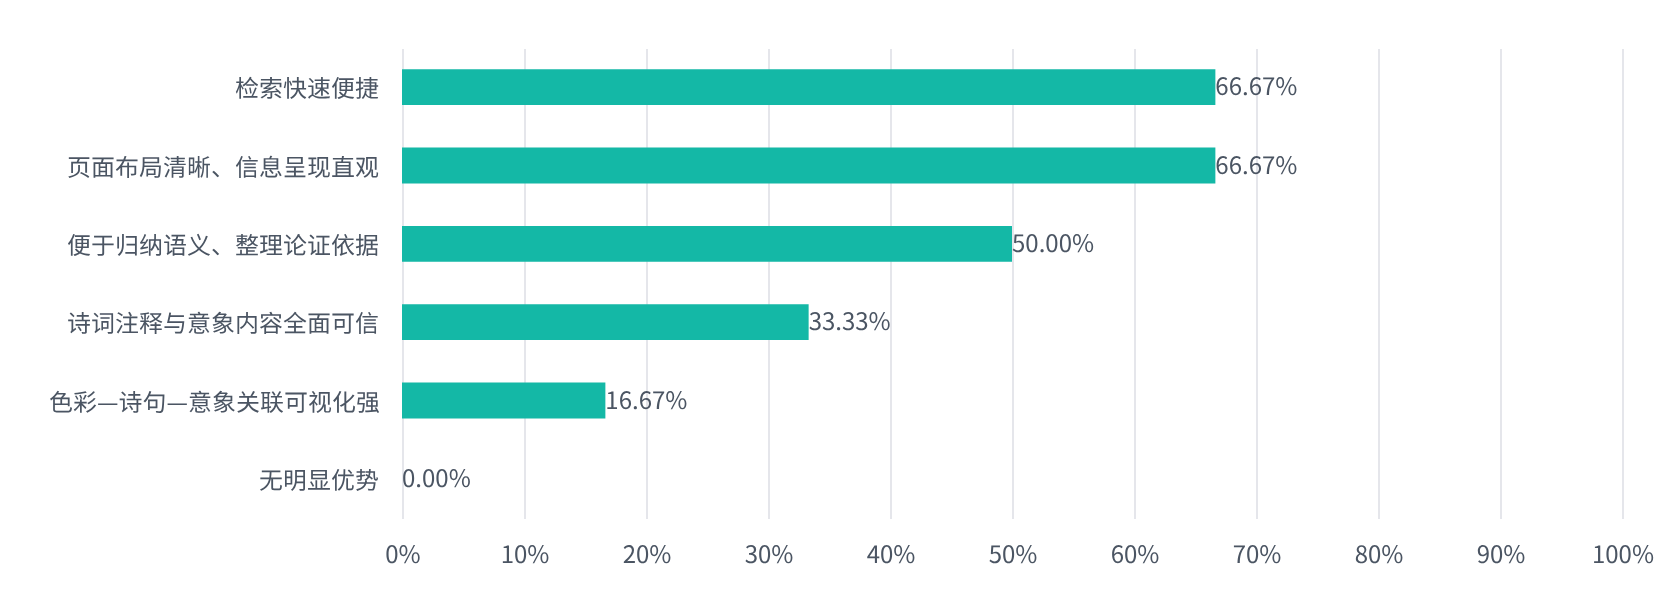 检索快速便捷 66.67%
页面布局清晰、信息呈现直观 66.67%
便于归纳语义、整理论证依据 50.00%
诗词注释与意象内容全面可信 33.33%
色彩—诗句—意象关联可视化强 16.67%
无明显优势 0.00%
0% 10% 20% 30% 40% 50% 60% 70% 80% 90% 100%